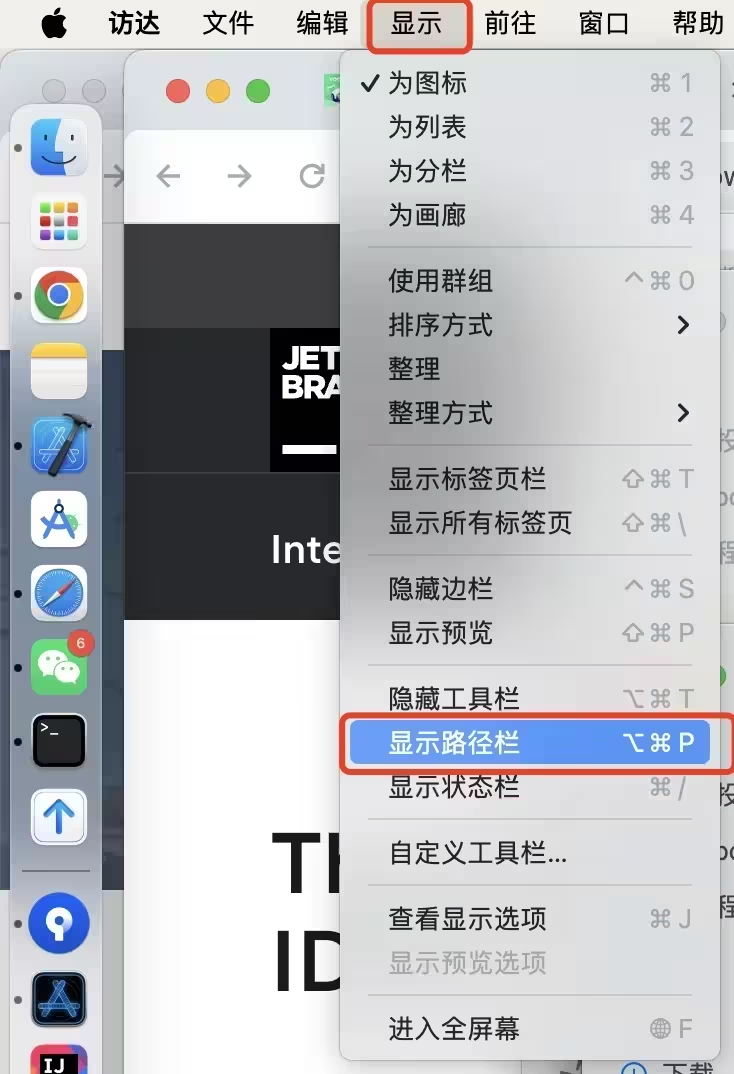 访达 文件 编辑 显示 前往 窗口 帮助
✓ 为图标 ⌘ 1
为列表 ⌘ 2
为分栏 ⌘ 3
为画廊 ⌘ 4
使用群组 ^ ⌘ 0
排序方式 >
整理
整理方式 >
显示标签页栏 ⇧ ⌘ T
显示所有标签页 ⇧ ⌘ \
隐藏边栏 ^ ⌘ S
显示预览 ⇧ ⌘ P
隐藏工具栏 ⌥ ⌘ T
显示路径栏 ⌥ ⌘ P
显示状态栏 ⌘ /
自定义工具栏...
查看显示选项 ⌘ J
显示预览选项
进入全屏幕 🌐 F
JET
BRA
Inte
Th
ID
6
>_
IJ
下载